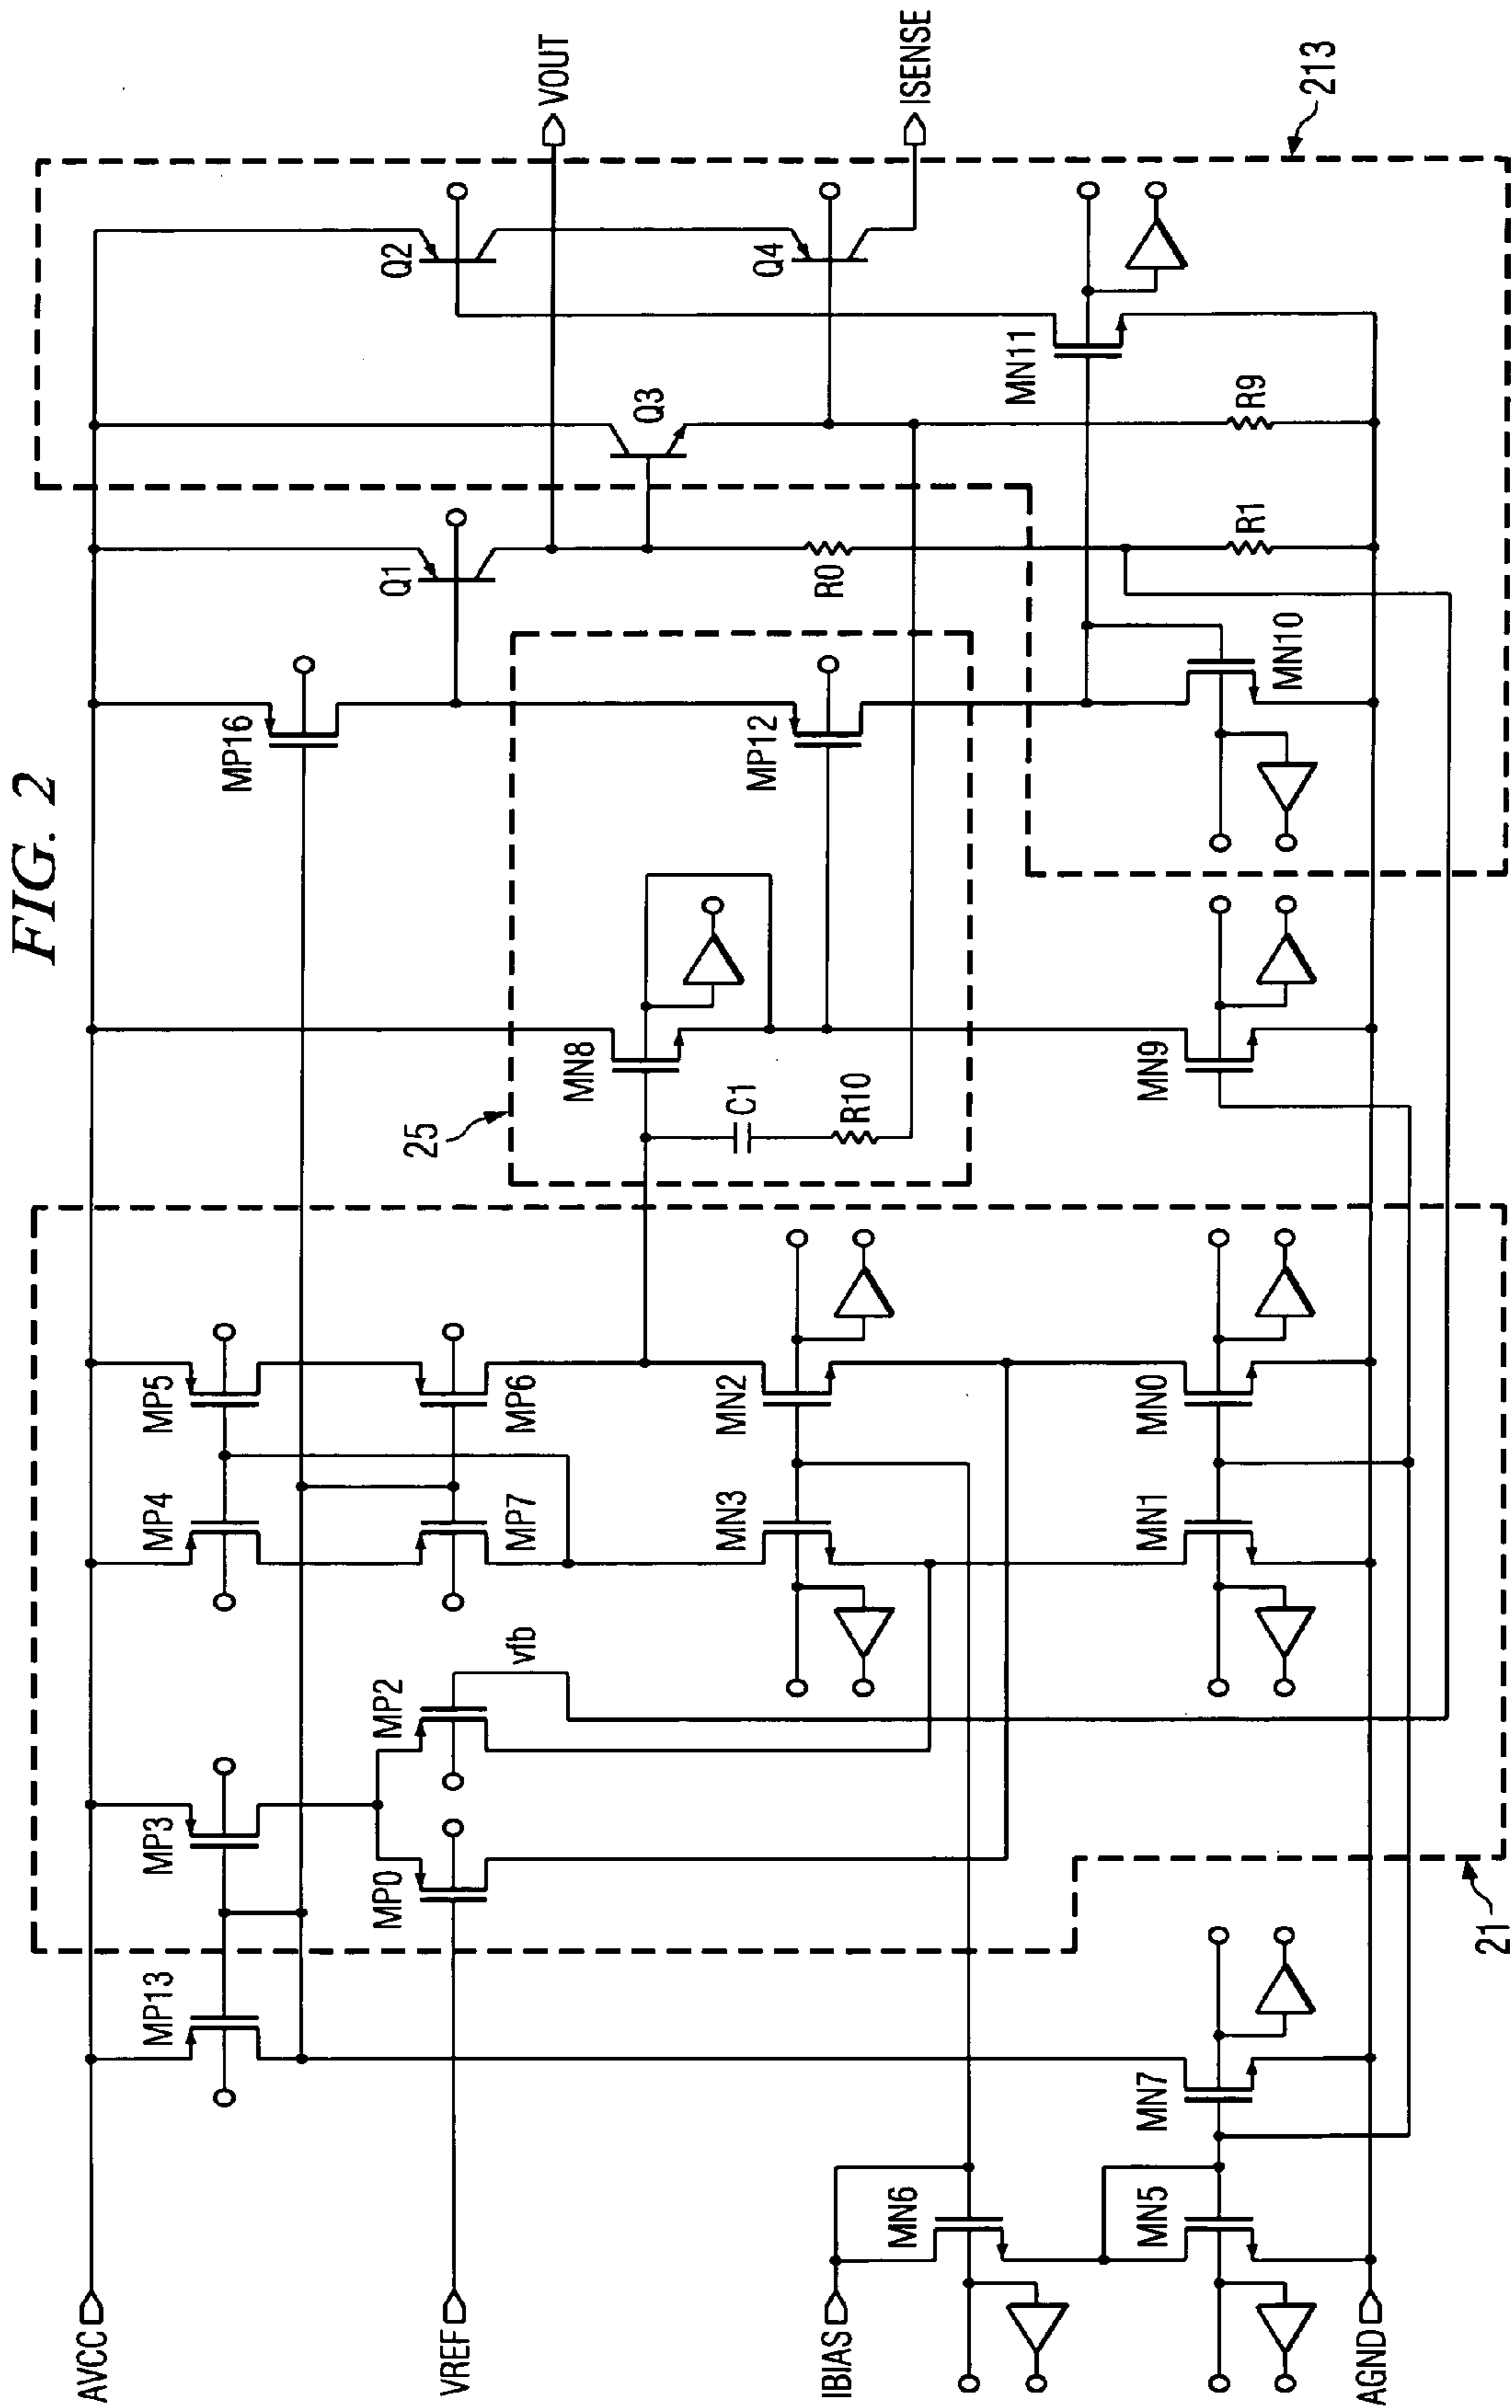 FIG. 2
AVCC
VREF
IBIAS
AGND
MP13
MP3
MP0
MP2
vfb
MP4
MP5
MP7
MP6
MN3
MN2
MN1
MN0
MN6
MN5
MN7
21
25
MN8
C1
R10
MN9
MP16
MP12
Q1
R0
R1
MN10
Q3
R9
Q2
Q4
MN11
VOUT
ISENSE
213